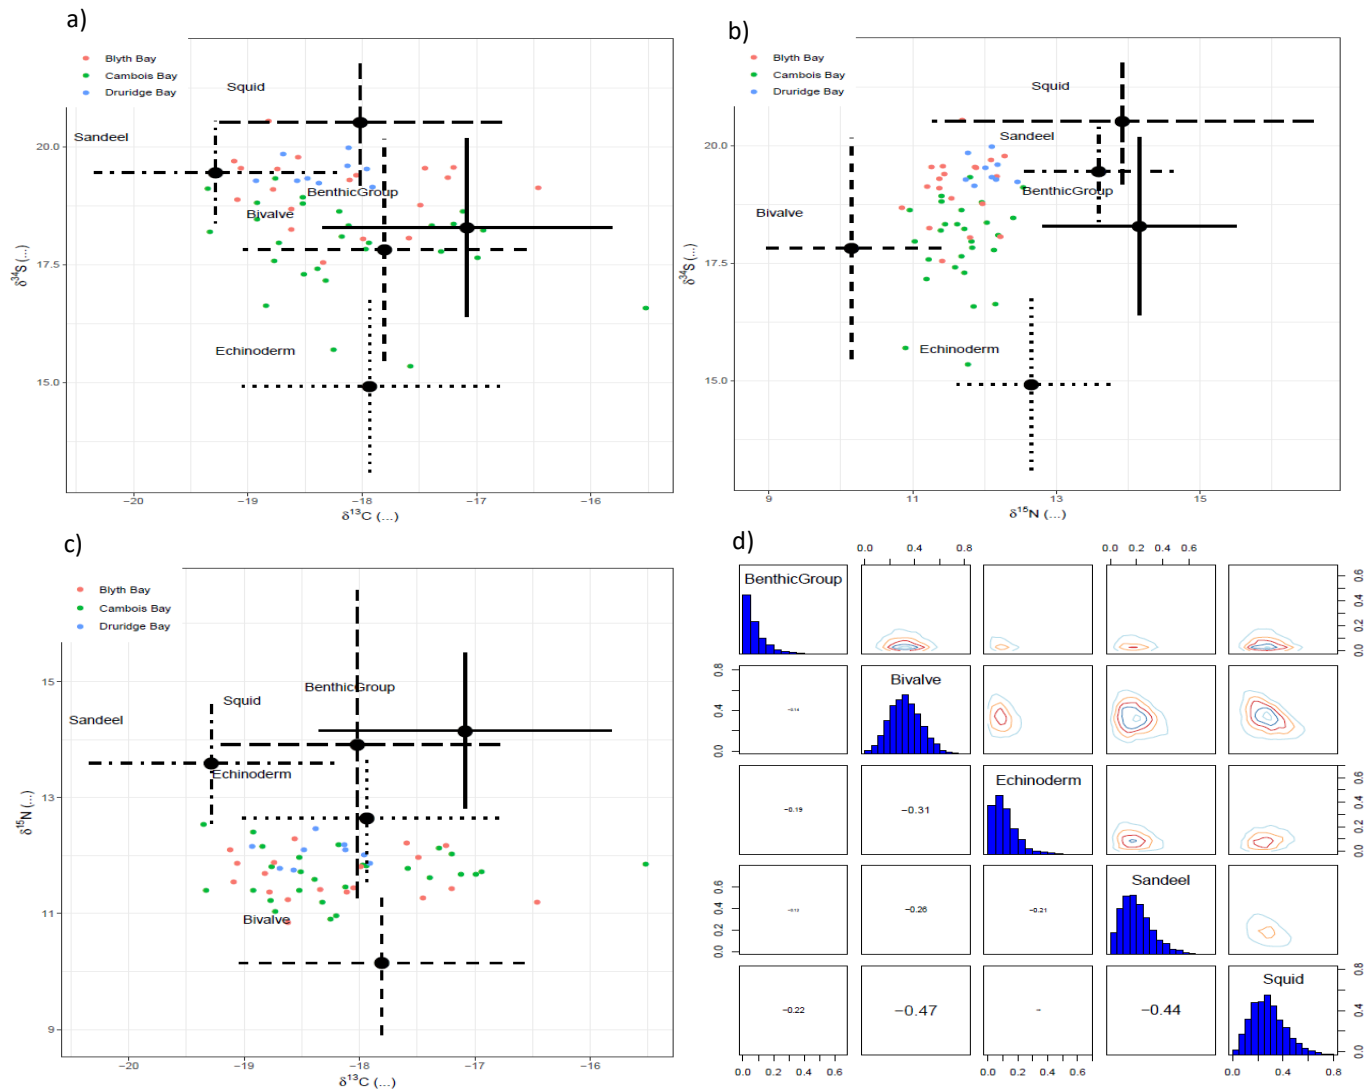 a)
Blyth Bay
Cambois Bay
Druridge Bay
Squid
Sandeel
BenthicGroup
Bivalve
Echinoderm
20.0
17.5
15.0
δ34S (...)
−20
−19
−18
−17
−16
δ13C (...)
b)
Blyth Bay
Cambois Bay
Druridge Bay
Squid
Sandeel
BenthicGroup
Bivalve
Echinoderm
20.0
17.5
15.0
δ34S (...)
9
11
13
15
δ15N (...)
c)
Blyth Bay
Cambois Bay
Druridge Bay
BenthicGroup
Squid
Sandeel
Echinoderm
Bivalve
15
13
11
9
δ15N (...)
−20
−19
−18
−17
−16
δ13C (...)
d)
0.0 0.4 0.8
0.0 0.2 0.4 0.6
BenthicGroup
0.0 0.2 0.4 0.6
0.0 0.4 0.8
−0.14
Bivalve
−0.19
−0.31
Echinoderm
0.0 0.2 0.4 0.6
0.0 0.2 0.4 0.6
−0.12
−0.26
−0.21
Sandeel
−0.22
−0.47
-
−0.44
Squid
0.0 0.4 0.8
0.0 0.2 0.4 0.6
0.0 0.2 0.4 0.6
0.0 0.4 0.8